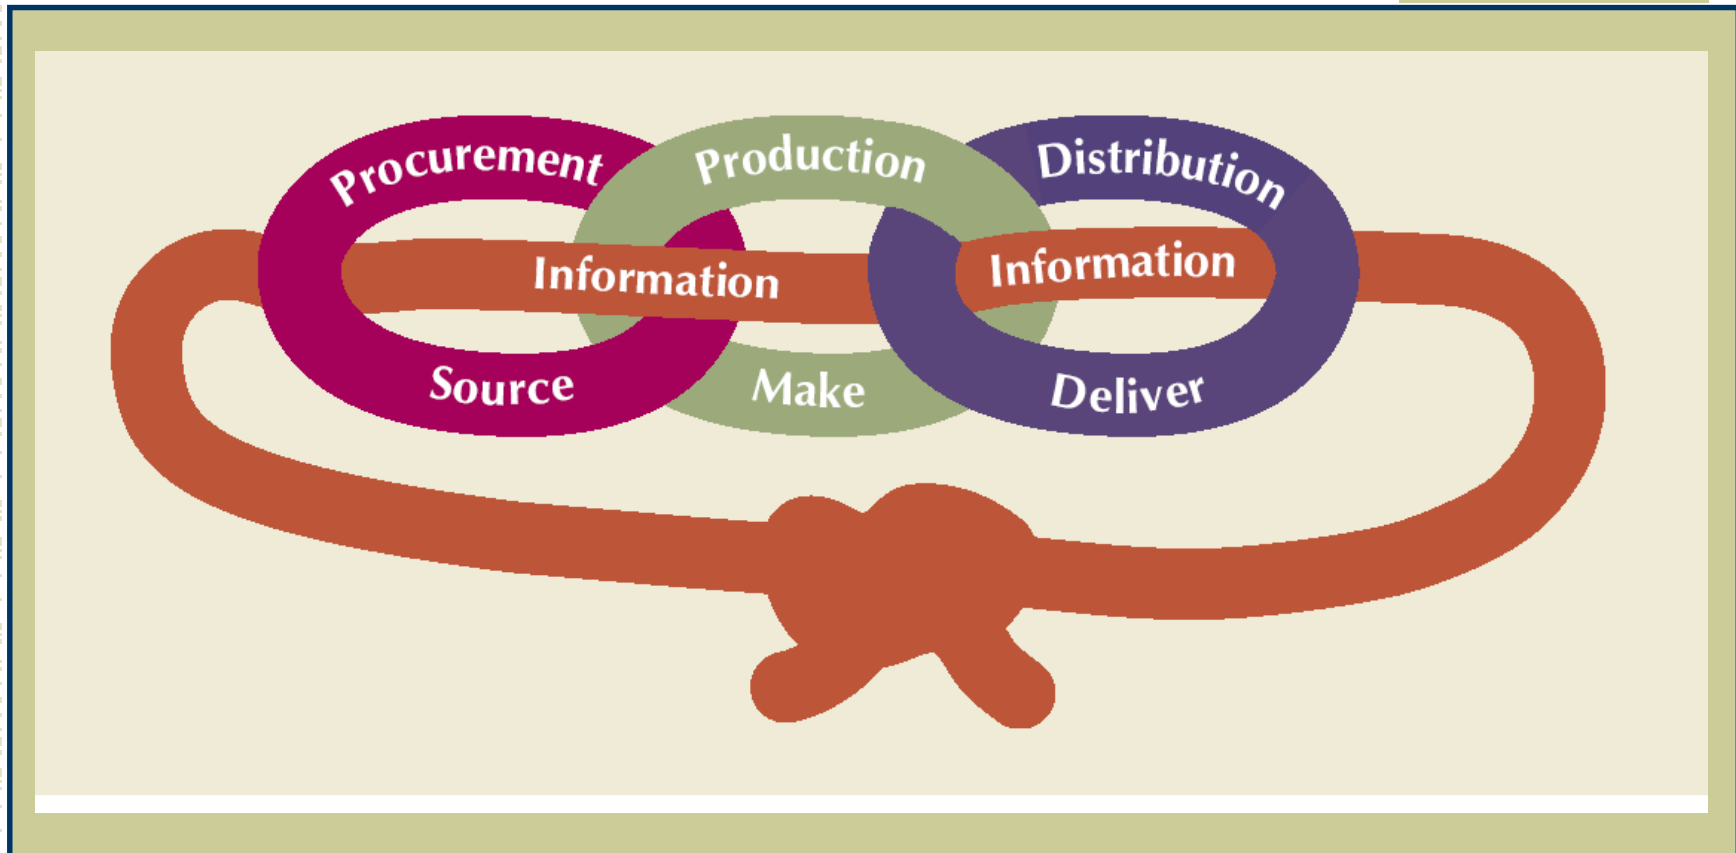 Procurement
Production
Distribution
Information
Information
Source
Make
Deliver